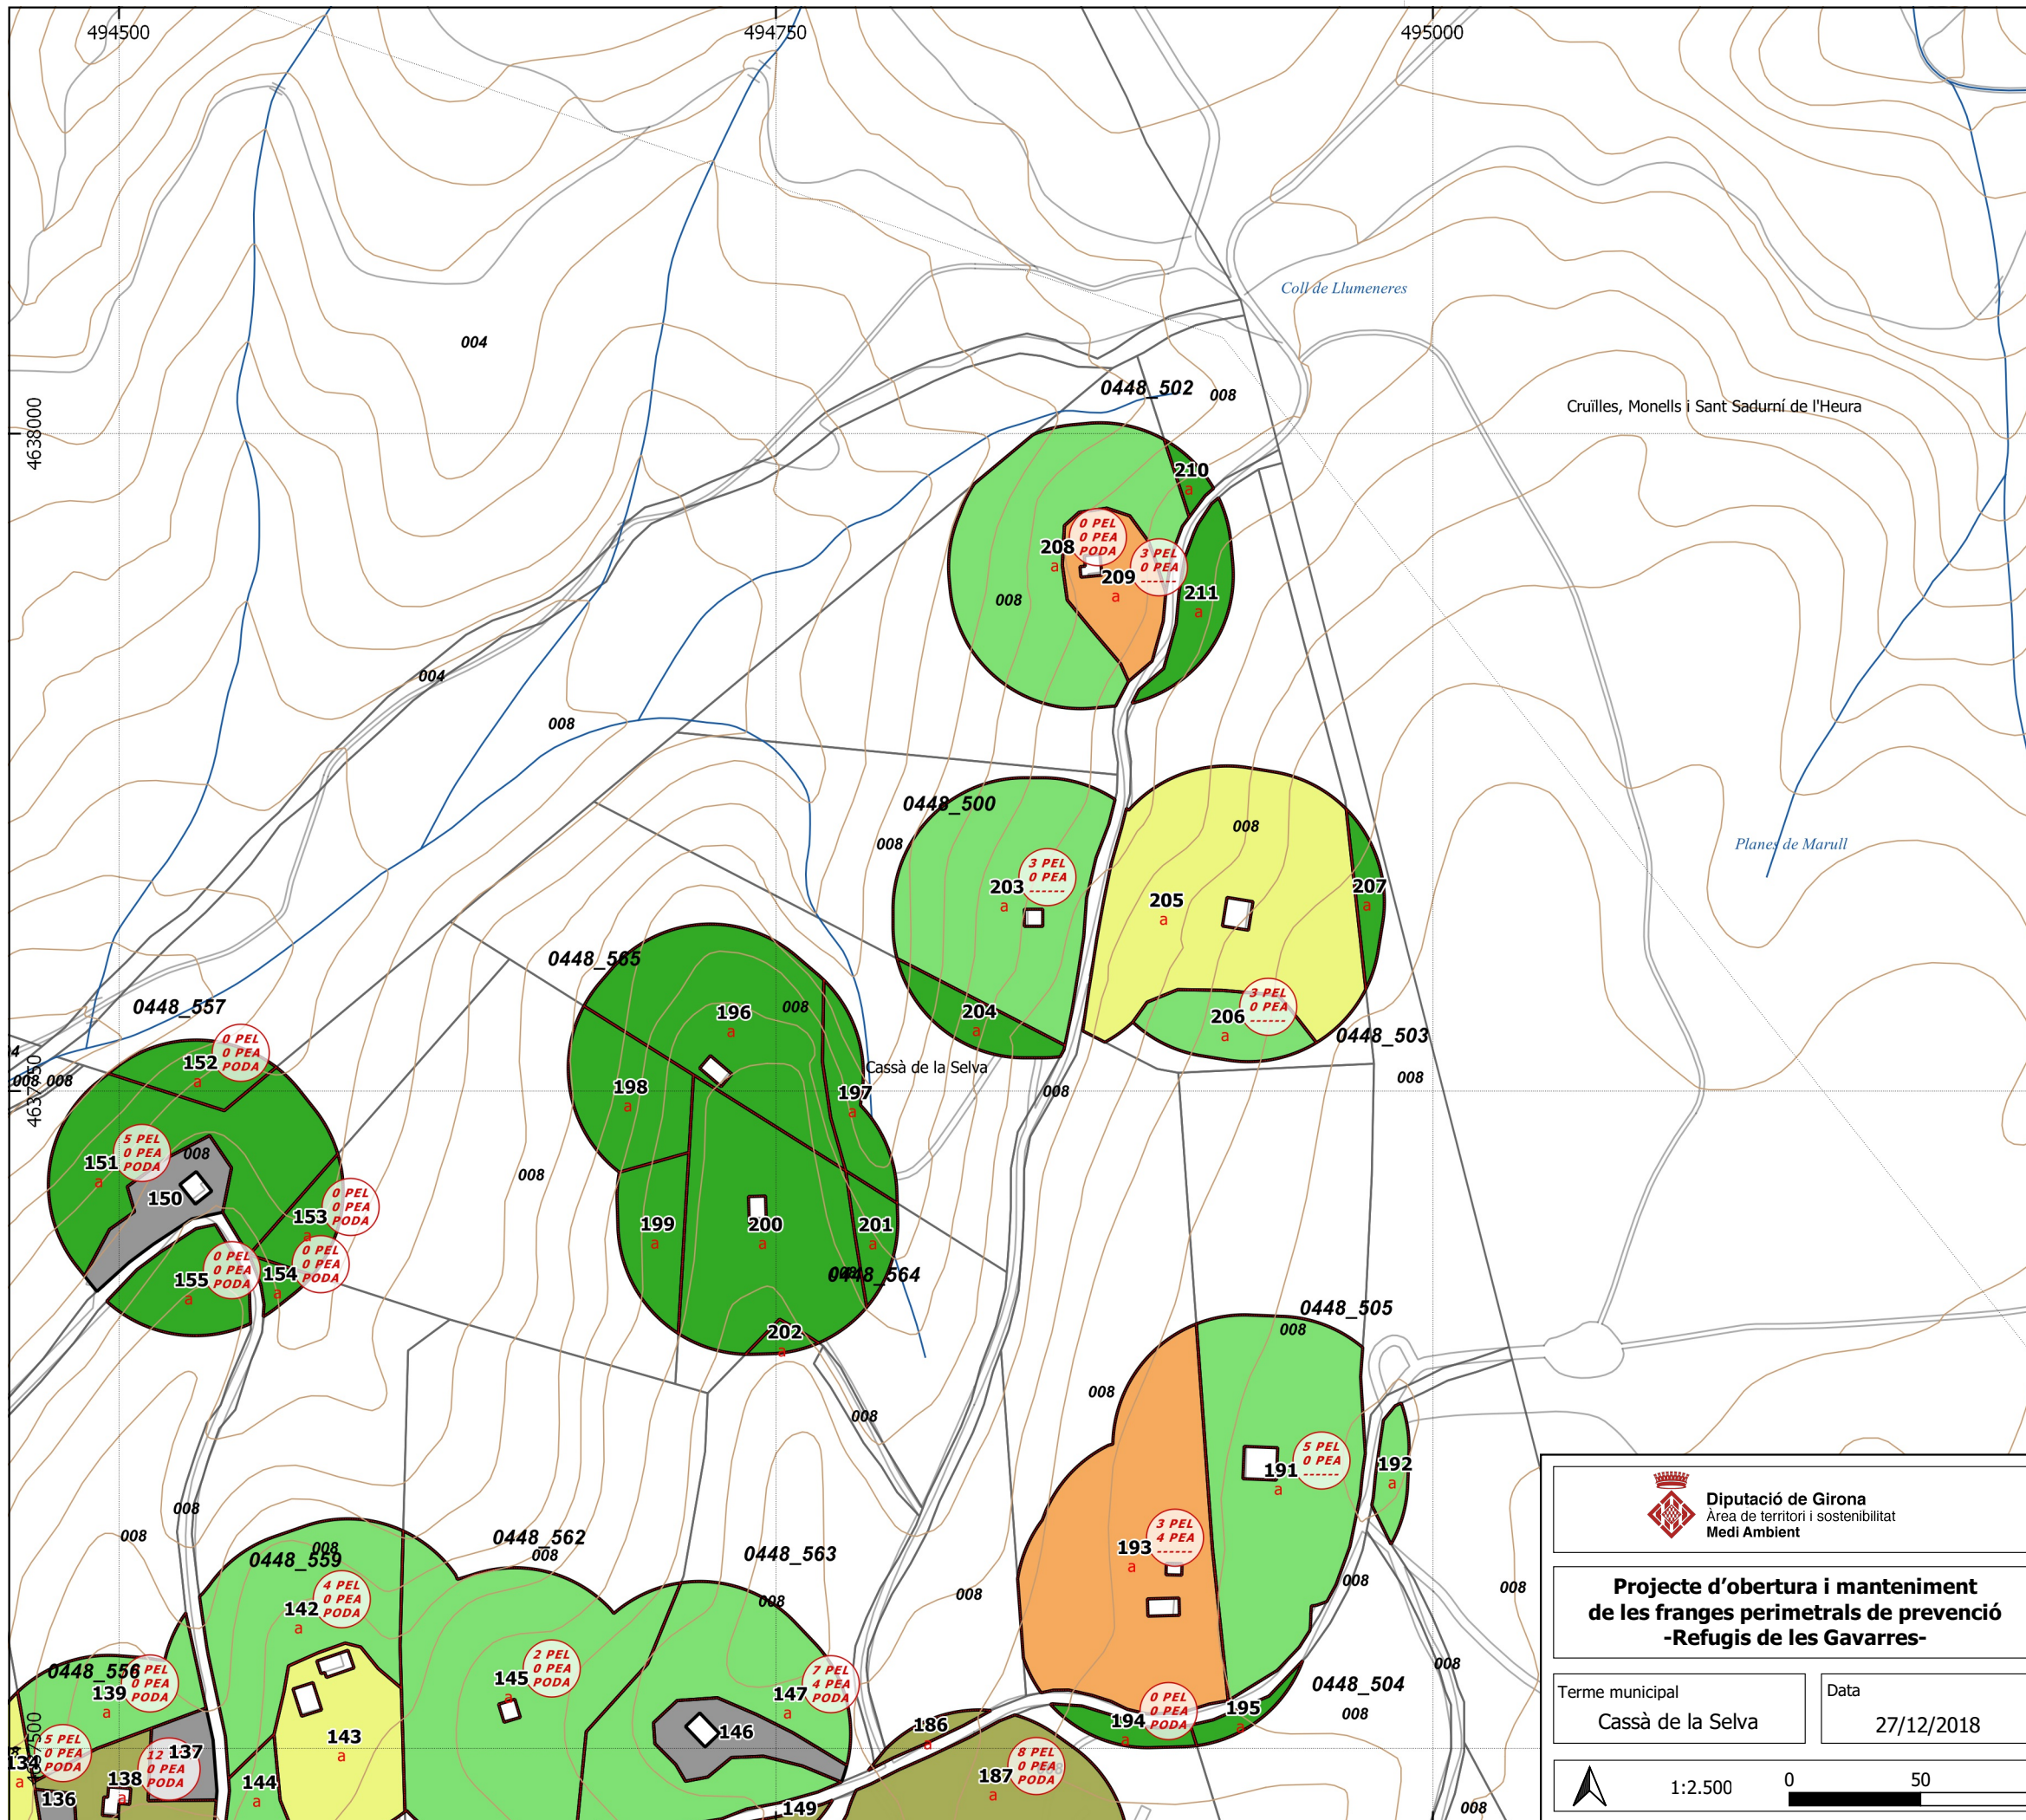 494500
494750
495000
Coll de Llumeneres
004
0448_502
008
Cruïlles, Monells i Sant Sadurní de l'Heura
4638000
210
a
0 PEL
0 PEA
PODA
208
a
3 PEL
0 PEA
------
209
a
211
a
008
004
008
0448_500
008
008
Planes de Marull
3 PEL
0 PEA
------
203
a
205
a
207
a
0448_565
196
a
008
204
a
3 PEL
0 PEA
------
206
a
0448_503
0448_557
0 PEL
0 PEA
PODA
152
a
Cassà de la Selva
008
008
008
008
198
a
197
a
5 PEL
0 PEA
PODA
151
a
008
150
008
0 PEL
0 PEA
PODA
153
a
199
a
200
a
201
a
0 PEL
0 PEA
PODA
155
a
0 PEL
0 PEA
PODA
154
a
0448_564
202
a
0448_505
008
008
008
5 PEL
0 PEA
------
191
a
192
a
008
008
0448_562
008
0448_559
008
0448_563
008
3 PEL
4 PEA
------
193
a
008
008
008
4 PEL
0 PEA
PODA
142
a
2 PEL
0 PEA
PODA
145
a
7 PEL
4 PEA
PODA
147
a
0448_556
0 PEA
PODA
139
a
008
0448_504
008
0 PEL
0 PEA
PODA
194
a
195
a
186
a
146
143
a
5 PEL
0 PEA
PODA
a
12 PEL
0 PEA
PODA
137
138
a
136
144
a
8 PEL
0 PEA
PODA
187
a
149
008
Diputació de Girona
Àrea de territori i sostenibilitat
Medi Ambient
Projecte d’obertura i manteniment
de les franges perimetrals de prevenció
-Refugis de les Gavarres-
Terme municipal
Cassà de la Selva
Data
27/12/2018
1:2.500
0
50